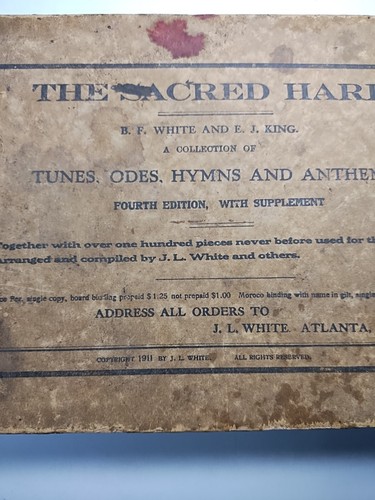 THE SACRED HAR
B. F. WHITE AND E. J. KING.
A COLLECTION OF
TUNES, ODES, HYMNS AND ANTHEM
FOURTH EDITION, WITH SUPPLEMENT
Together with over one hundred pieces never before used for th
arranged and compiled by J. L. White and others.
ce For, single copy, board binding prepaid $1.25 not prepaid $1.00 Moroco binding with name in gilt, single
ADDRESS ALL ORDERS TO
J. L. WHITE ATLANTA,
COPYRIGHT 1911 BY J. L. WHITE. ALL RIGHTS RESERVED.